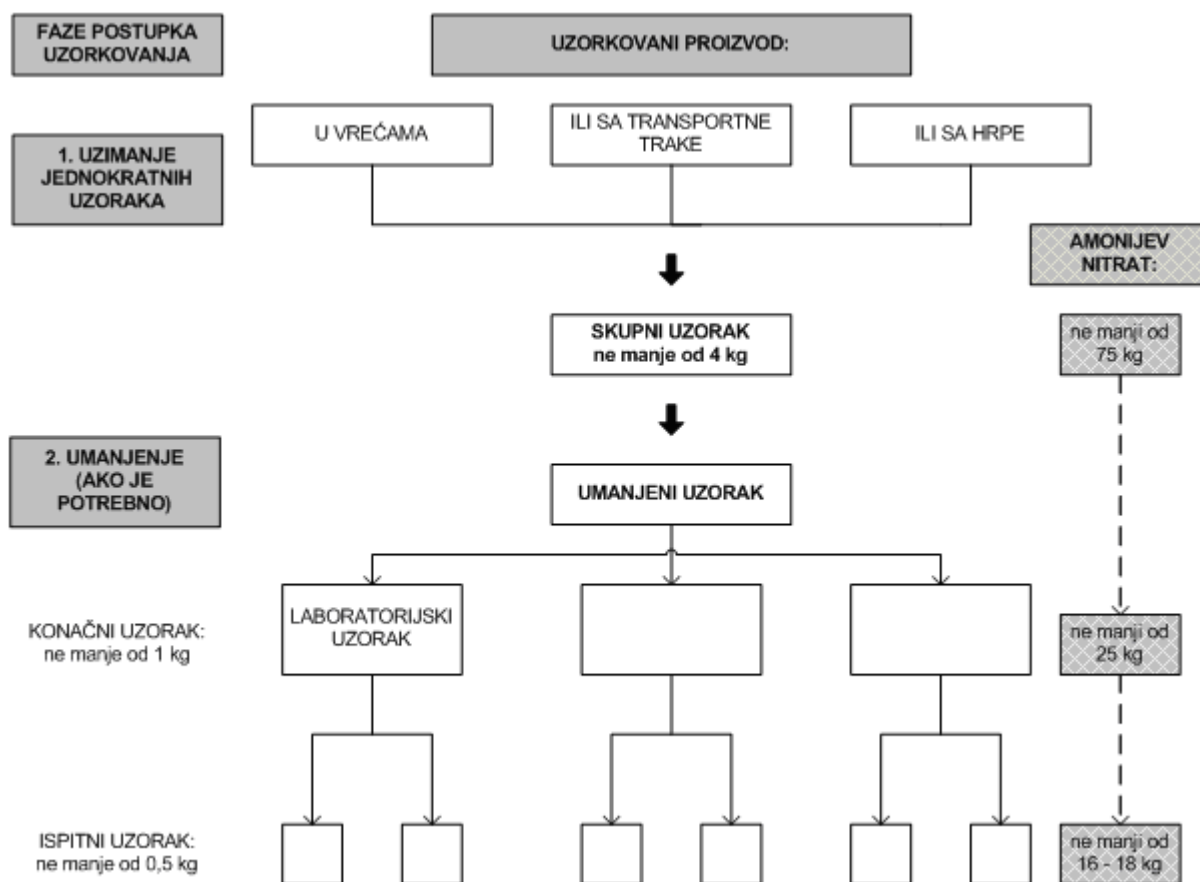 FAZE POSTUPKA
UZORKOVANJA
UZORKOVANI PROIZVOD:
1. UZIMANJE
JEDNOKRATNIH
UZORAKA
U VREĆAMA
ILI SA TRANSPORTNE
TRAKE
ILI SA HRPE
AMONIJEV
NITRAT:
SKUPNI UZORAK
ne manje od 4 kg
ne manji od
75 kg
2. UMANJENJE
(AKO JE
POTREBNO)
UMANJENI UZORAK
KONAČNI UZORAK:
ne manje od 1 kg
LABORATORIJSKI
UZORAK
ne manji od
25 kg
ISPITNI UZORAK:
ne manje od 0,5 kg
ne manji od
16 - 18 kg